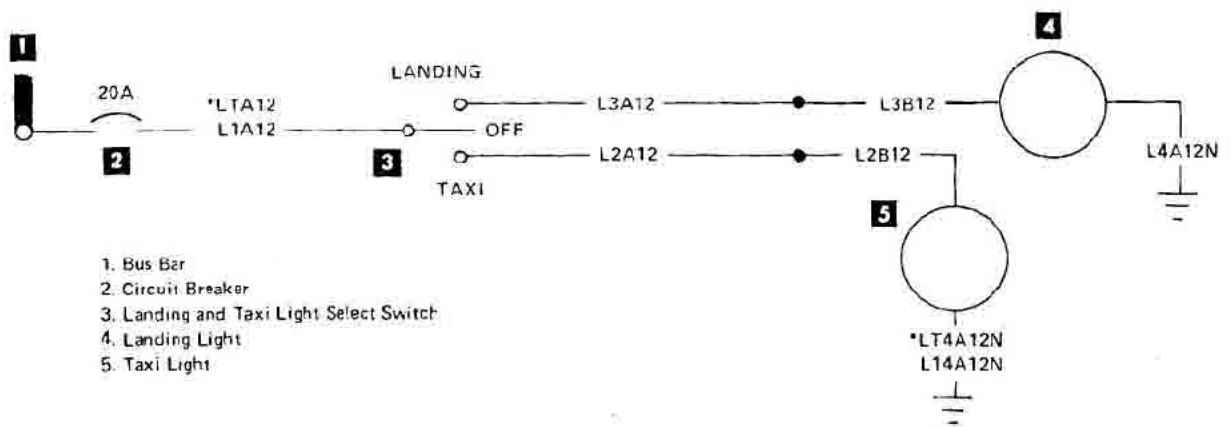 1
4
LANDING
20A
*LTA12
L1A12
L3A12
L3B12
OFF
2
3
L2A12
L2B12
L4A12N
TAXI
5
1. Bus Bar
2. Circuit Breaker
3. Landing and Taxi Light Select Switch
4. Landing Light
5. Taxi Light
*LT4A12N
L14A12N